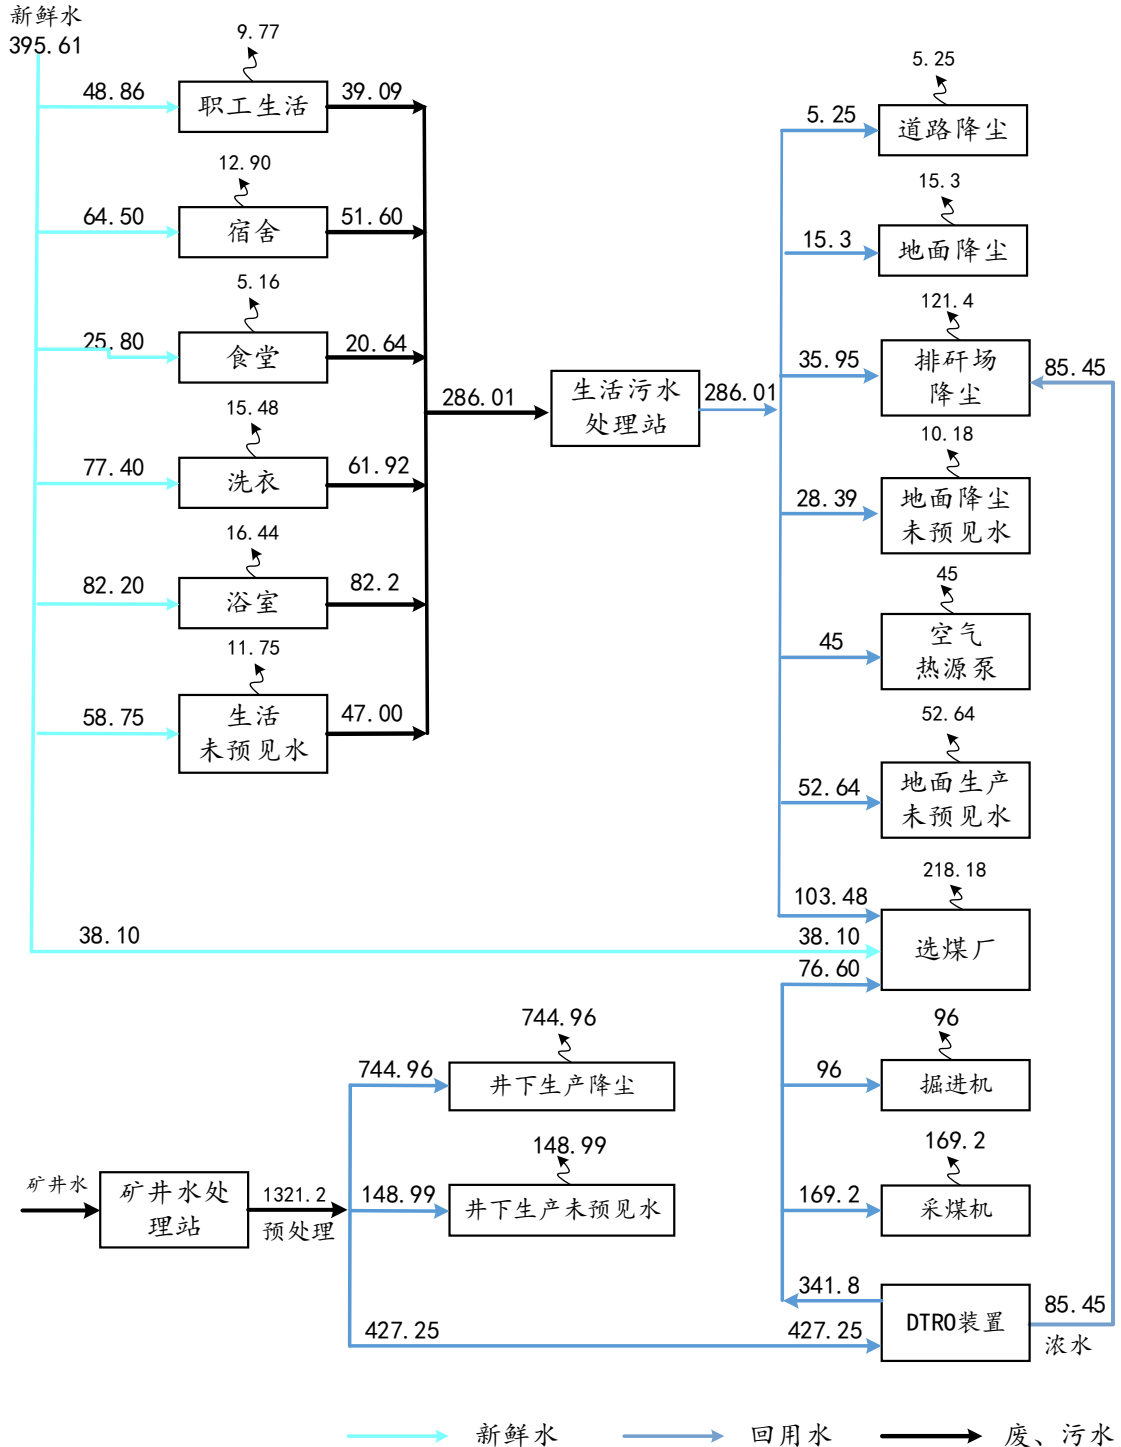 新鲜水
395.61
9.77
48.86
职工生活
39.09
12.90
64.50
宿舍
51.60
5.16
25.80
食堂
20.64
15.48
77.40
洗衣
61.92
16.44
82.20
浴室
82.2
11.75
58.75
生活
未预见水
47.00
286.01
生活污水
处理站
286.01
5.25
5.25
道路降尘
15.3
15.3
地面降尘
121.4
35.95
排矸场
降尘
85.45
10.18
28.39
地面降尘
未预见水
45
45
空气
热源泵
52.64
52.64
地面生产
未预见水
218.18
103.48
38.10
38.10
76.60
选煤厂
96
96
掘进机
169.2
169.2
采煤机
341.8
427.25
427.25
DTRO装置
85.45
浓水
744.96
744.96
井下生产降尘
148.99
148.99
井下生产未预见水
矿井水
矿井水处
理站
1321.2
预处理
新鲜水
回用水
废、污水